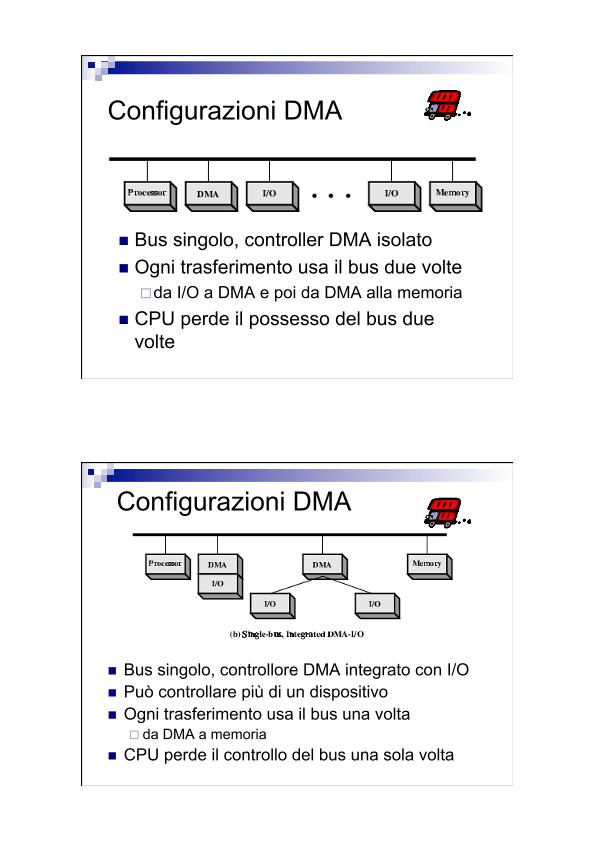 Configurazioni DMA
Processor DMA I/O • • • I/O Memory
■ Bus singolo, controller DMA isolato
■ Ogni trasferimento usa il bus due volte
□ da I/O a DMA e poi da DMA alla memoria
■ CPU perde il possesso del bus due
volte
Configurazioni DMA
Processor DMA DMA Memory
I/O
I/O I/O
(b) Single-bus, Integrated DMA-I/O
■ Bus singolo, controllore DMA integrato con I/O
■ Può controllare più di un dispositivo
■ Ogni trasferimento usa il bus una volta
□ da DMA a memoria
■ CPU perde il controllo del bus una sola volta